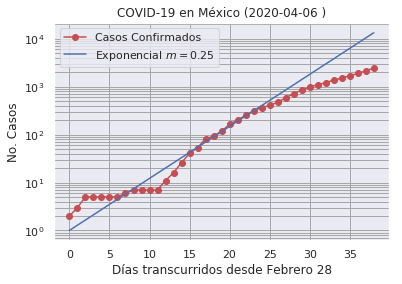 COVID-19 en México (2020-04-06 )
Casos Confirmados
Exponencial m = 0.25
No. Casos
10⁴
10³
10²
10¹
10⁰
0 5 10 15 20 25 30 35
Días transcurridos desde Febrero 28